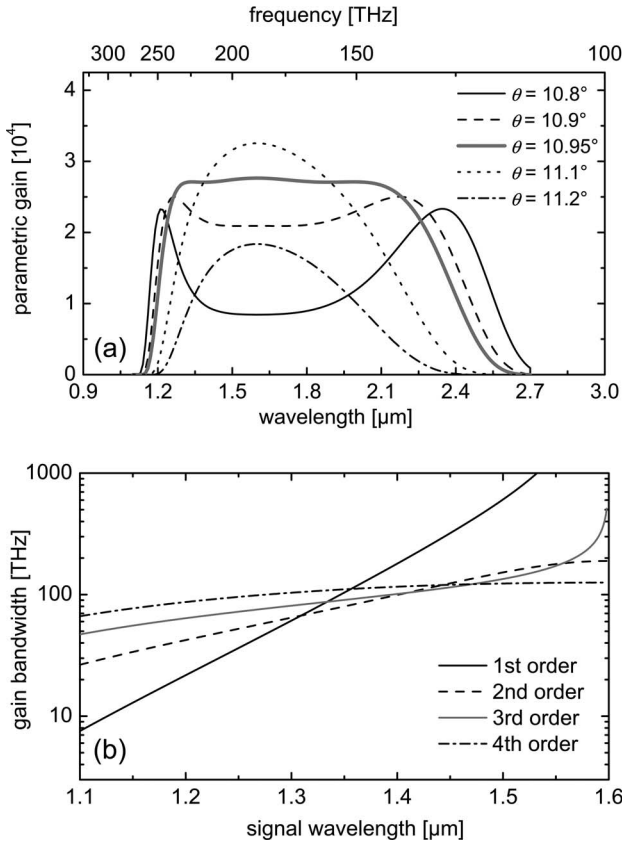 frequency [THz]
300 250 200 150 100
parametric gain [10⁴]
4
3
2
1
0
θ = 10.8°
θ = 10.9°
θ = 10.95°
θ = 11.1°
θ = 11.2°
(a)
0.9 1.2 1.5 1.8 2.1 2.4 2.7 3.0
wavelength [µm]
gain bandwidth [THz]
1000
100
10
1st order
2nd order
3rd order
4th order
(b)
1.1 1.2 1.3 1.4 1.5 1.6
signal wavelength [µm]